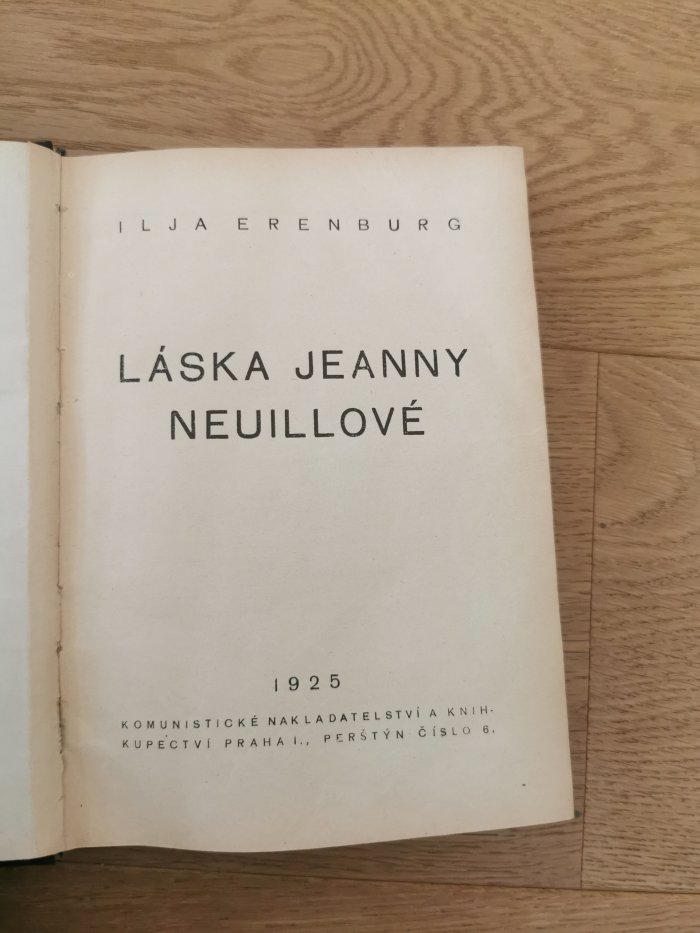 ILJA ERENBURG
LÁSKA JEANNY
NEUILLOVÉ
1925
KOMUNISTICKÉ NAKLADATELSTVÍ A KNIH-
KUPECTVÍ PRAHA I., PERŠTÝN ČÍSLO 6.